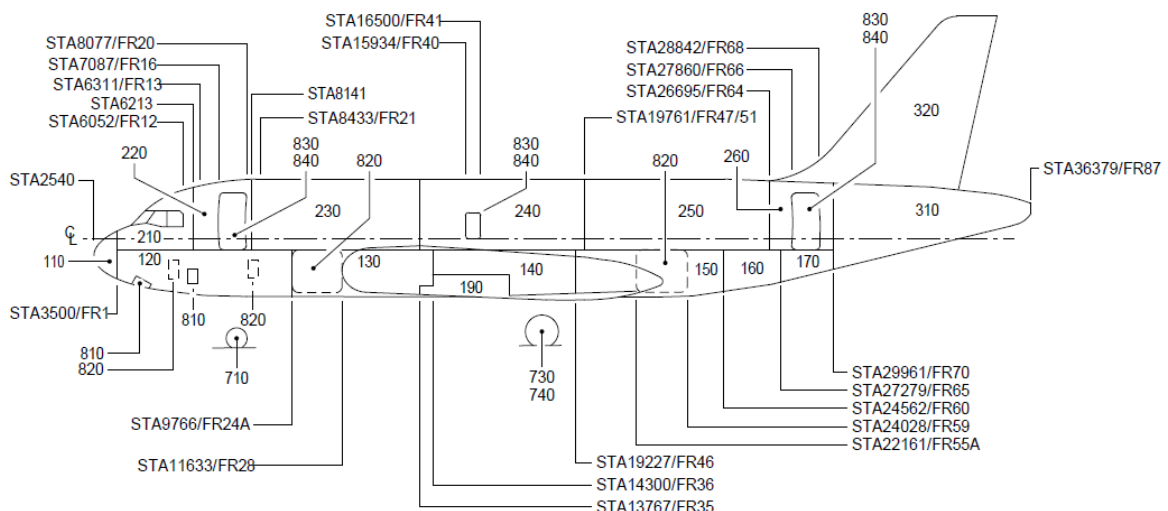 STA16500/FR41
STA15934/FR40
STA8077/FR20
STA7087/FR16
STA6311/FR13
STA6213
STA6052/FR12
STA8141
STA8433/FR21
830
840
STA28842/FR68
STA27860/FR66
STA26695/FR64
STA19761/FR47/51
320
220
830
840
820
830
840
820
260
STA36379/FR87
STA2540
230
240
250
310
C
L
210
120
110
130
140
150
160
170
190
STA3500/FR1
810
820
810
820
710
730
740
STA29961/FR70
STA27279/FR65
STA24562/FR60
STA24028/FR59
STA22161/FR55A
STA9766/FR24A
STA11633/FR28
STA19227/FR46
STA14300/FR36
STA13767/FR35